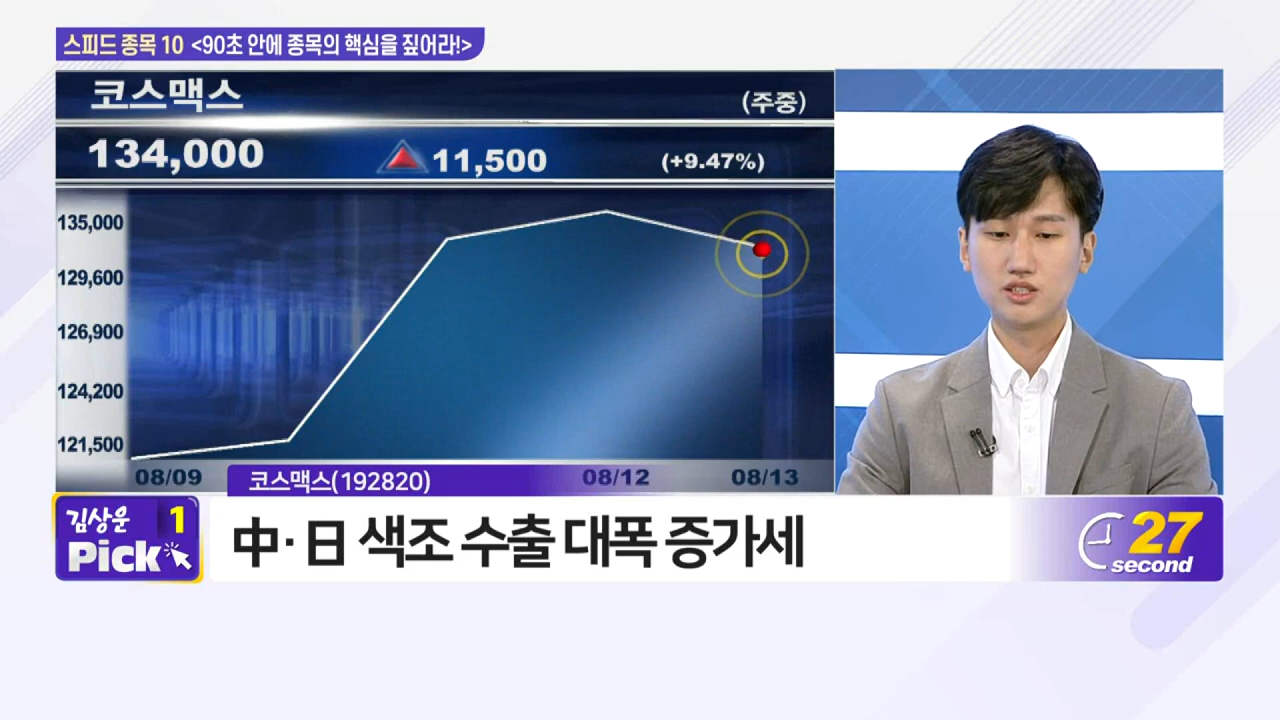 스피드 종목 10 <90초 안에 종목의 핵심을 짚어라!>
코스맥스
(주중)
134,000 ▲ 11,500 (+9.47%)
135,000
129,600
126,900
124,200
121,500
08/09 08/12 08/13
코스맥스(192820)
김상운 1
Pick
中·日 색조 수출 대폭 증가세
27
second